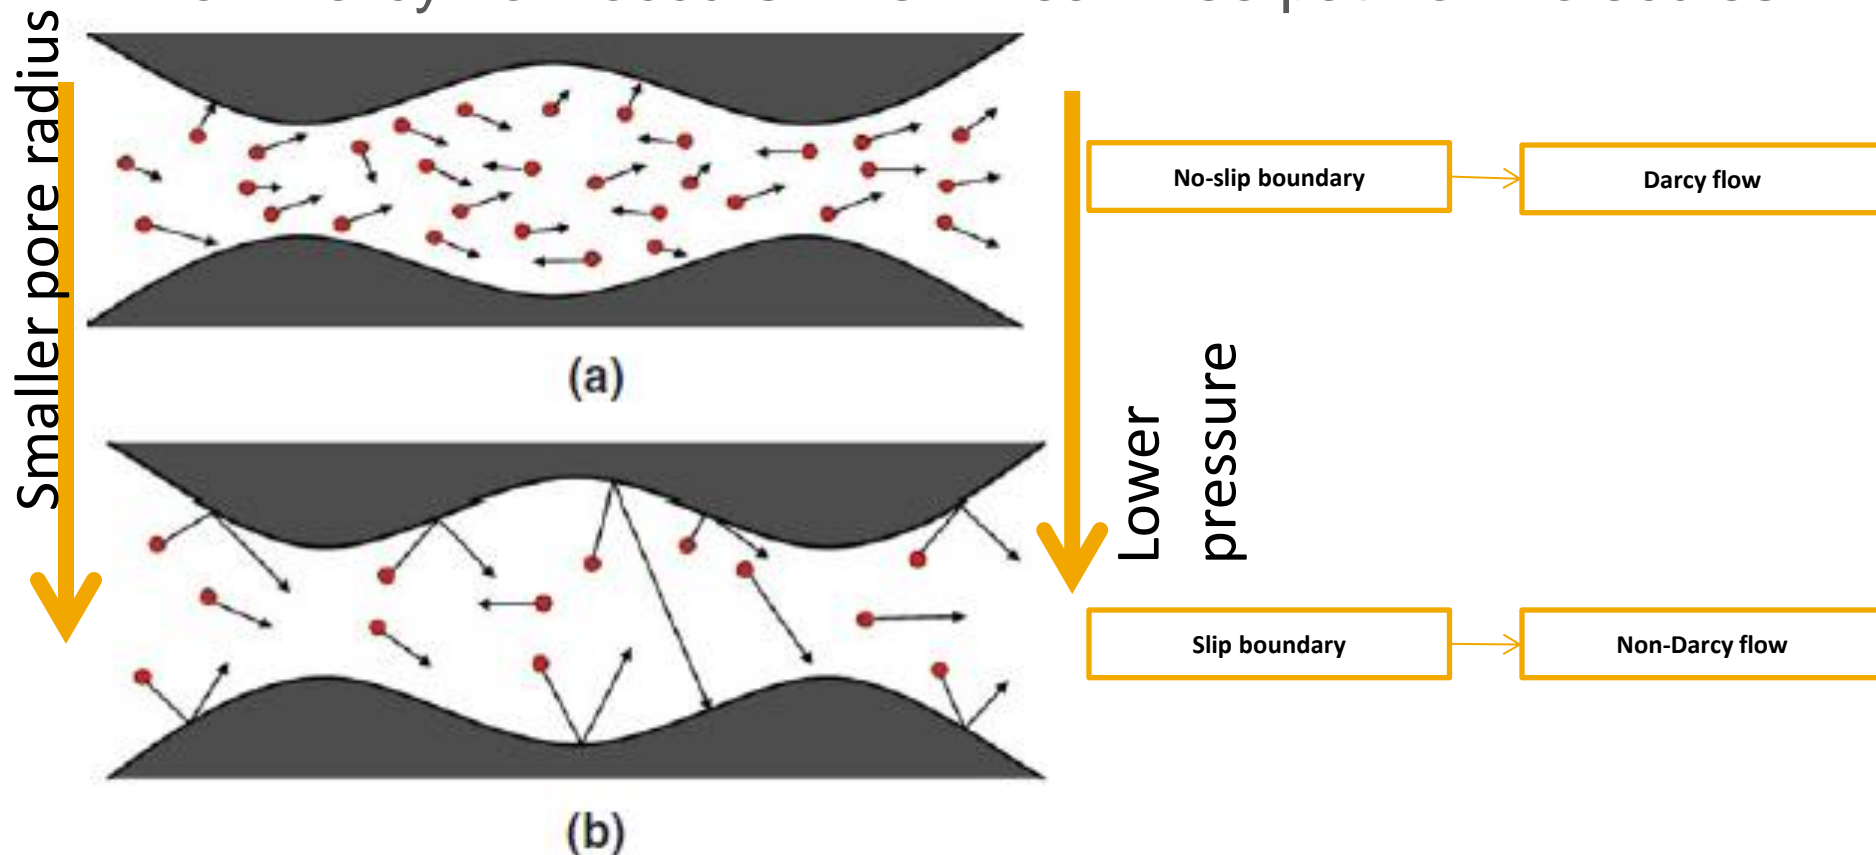 Smaller pore radius
No-slip boundary
Darcy flow
(a)
Lower
pressure
Slip boundary
Non-Darcy flow
(b)